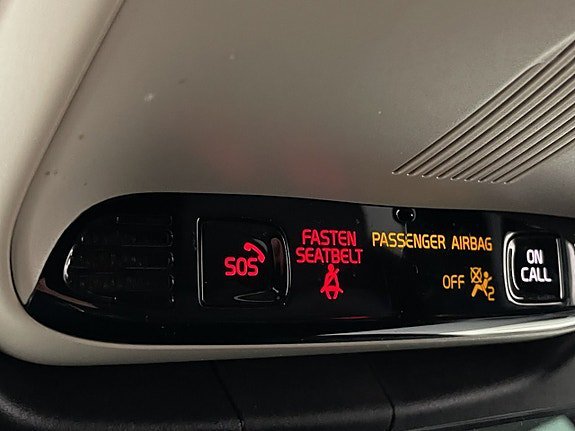 SOS
FASTEN
SEATBELT
PASSENGER AIRBAG
OFF 2
ON
CALL